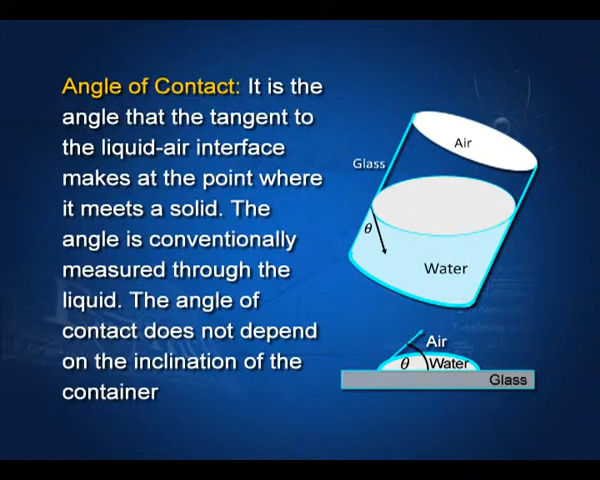 Angle of Contact: It is the
angle that the tangent to
the liquid-air interface
makes at the point where
it meets a solid. The
angle is conventionally
measured through the
liquid. The angle of
contact does not depend
on the inclination of the
container
Air
Glass
θ
Water
Air
θ Water
Glass